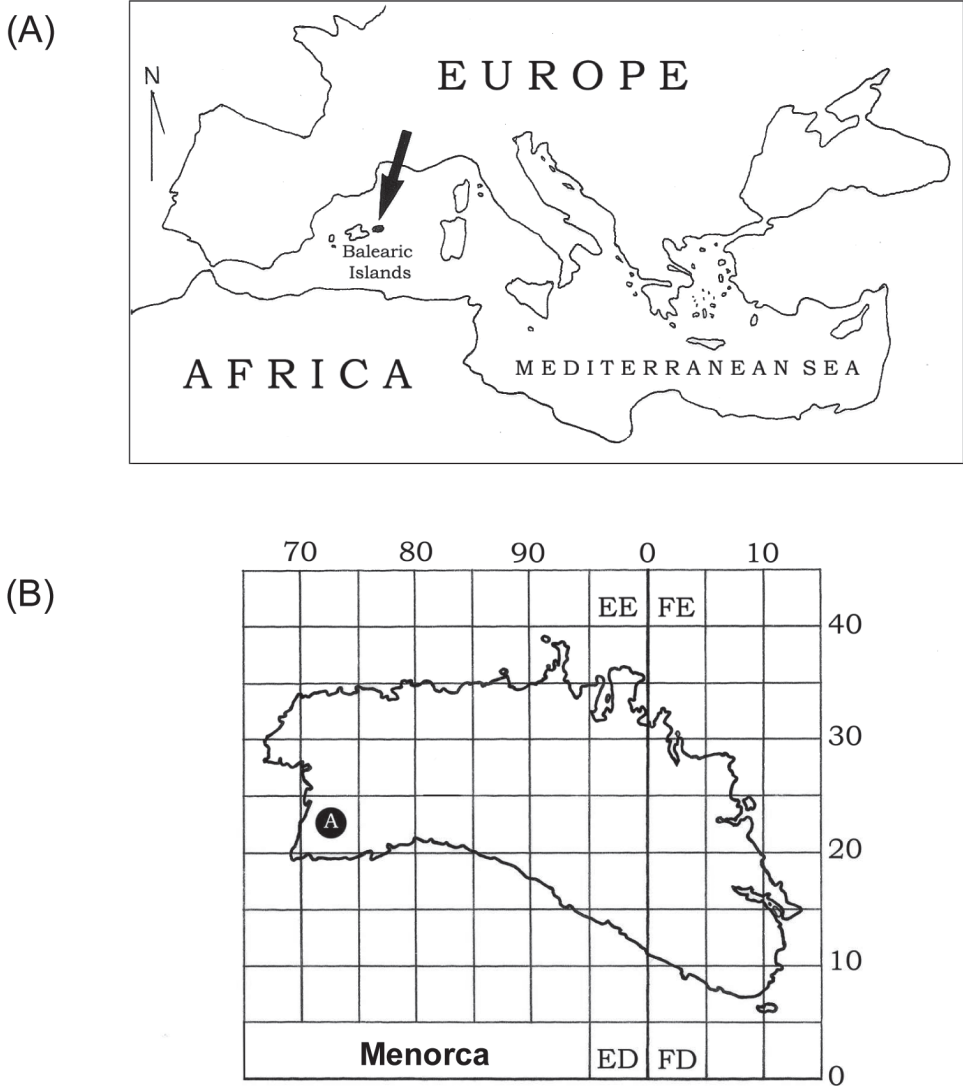 (A)
N
EUROPE
Balearic
Islands
AFRICA
MEDITERRANEAN SEA
(B)
70 80 90 0 10
EE FE
40
30
A
20
10
Menorca ED FD
0